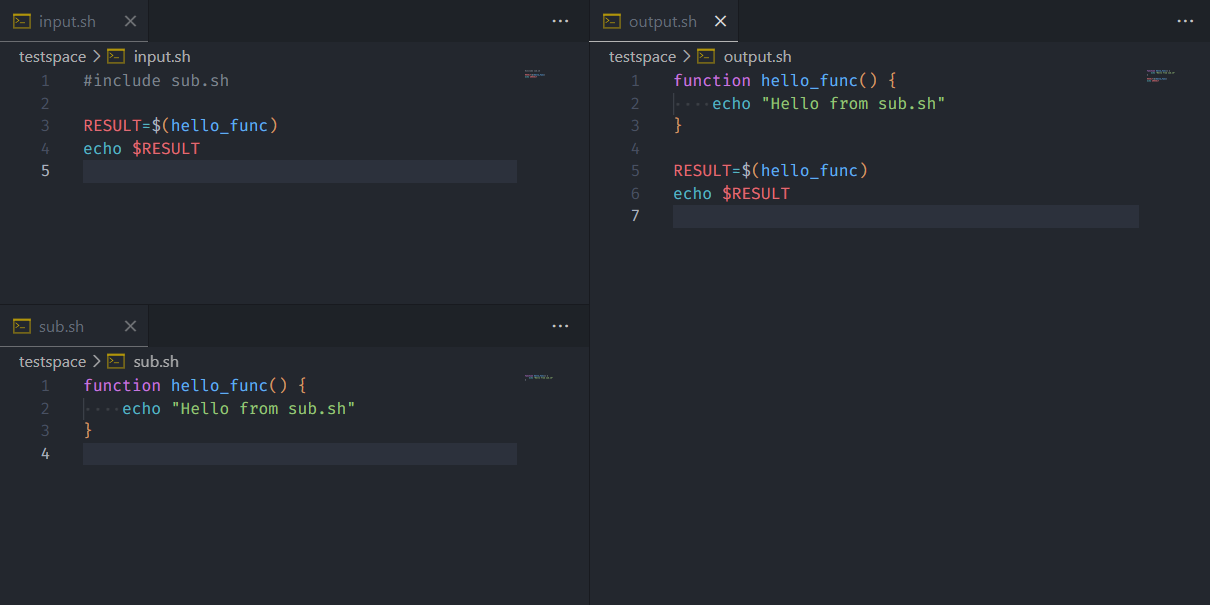 input.sh
testspace > input.sh
1 #include sub.sh
2
3 RESULT=$(hello_func)
4 echo $RESULT
5
sub.sh
testspace > sub.sh
1 function hello_func() {
2 ····echo "Hello from sub.sh"
3 }
4
output.sh
testspace > output.sh
1 function hello_func() {
2 ····echo "Hello from sub.sh"
3 }
4
5 RESULT=$(hello_func)
6 echo $RESULT
7